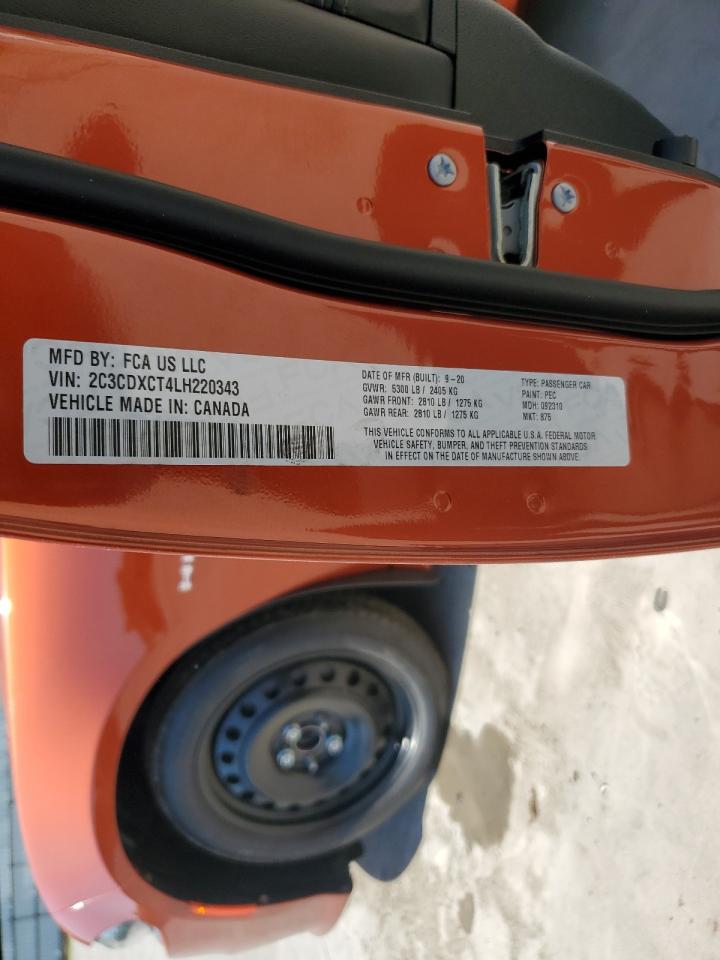 MFD BY: FCA US LLC
VIN: 2C3CDXCT4LH220343
VEHICLE MADE IN: CANADA
DATE OF MFR (BUILT): 9-20
GVWR: 5300 LB / 2405 KG
GAWR FRONT: 2810 LB / 1275 KG
GAWR REAR: 2810 LB / 1275 KG
TYPE: PASSENGER CAR
PAINT: PEC
MDH: 092310
MKT: 875
THIS VEHICLE CONFORMS TO ALL APPLICABLE U.S.A. FEDERAL MOTOR
VEHICLE SAFETY, BUMPER, AND THEFT PREVENTION STANDARDS
IN EFFECT ON THE DATE OF MANUFACTURE SHOWN ABOVE.